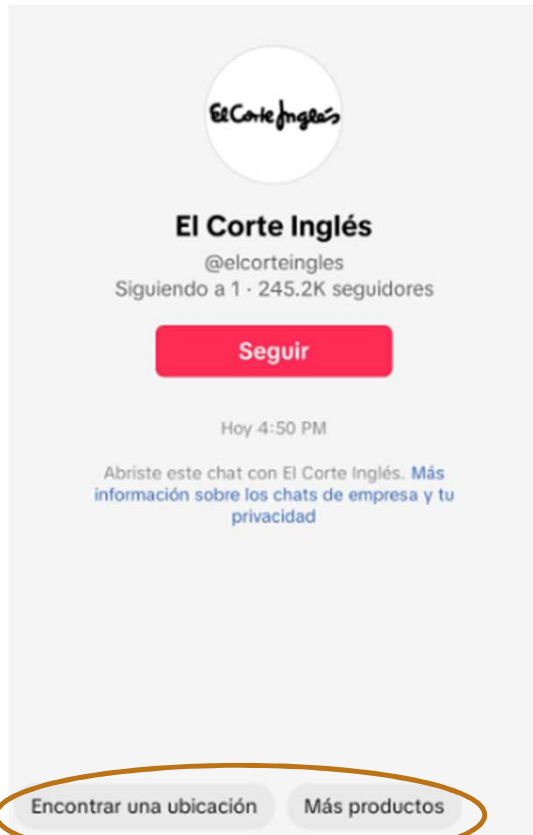 El Corte Inglés
El Corte Inglés
@elcorteingles
Siguiendo a 1 · 245.2K seguidores
Seguir
Hoy 4:50 PM
Abriste este chat con El Corte Inglés. Más
información sobre los chats de empresa y tu
privacidad
Encontrar una ubicación Más productos